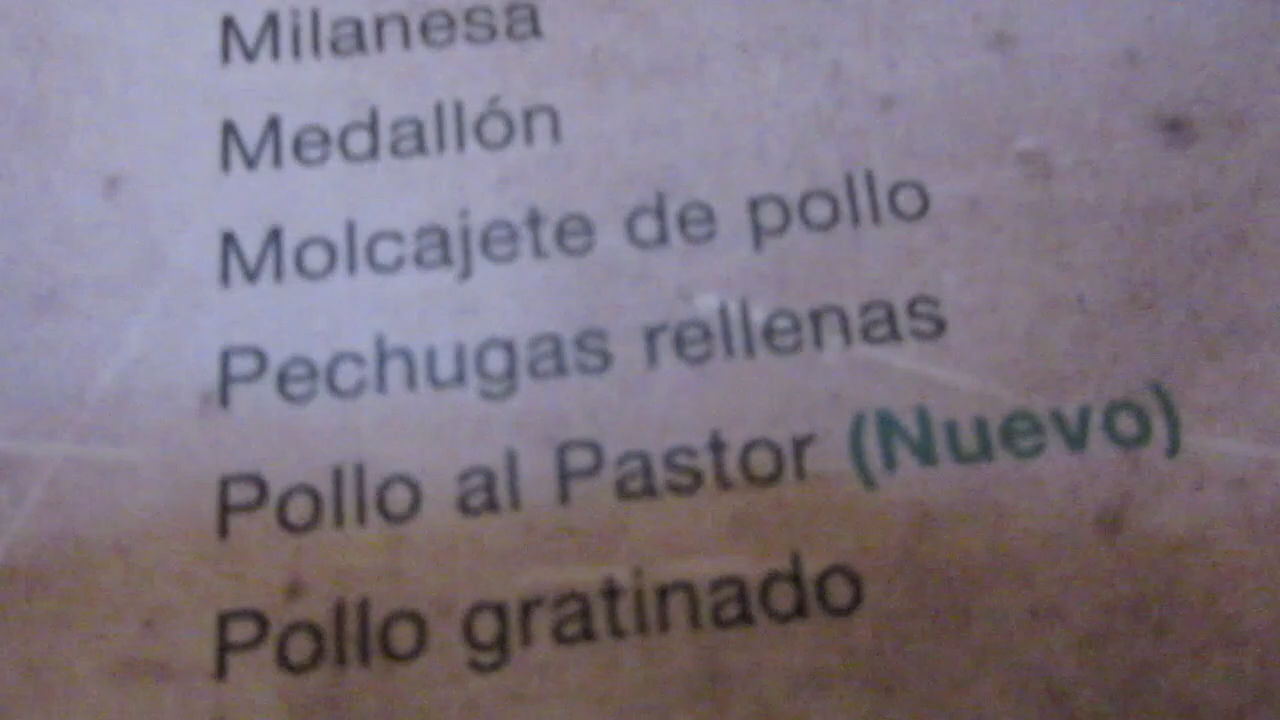 Milanesa
Medallón
Molcajete de pollo
Pechugas rellenas
Pollo al Pastor (Nuevo)
Pollo gratinado